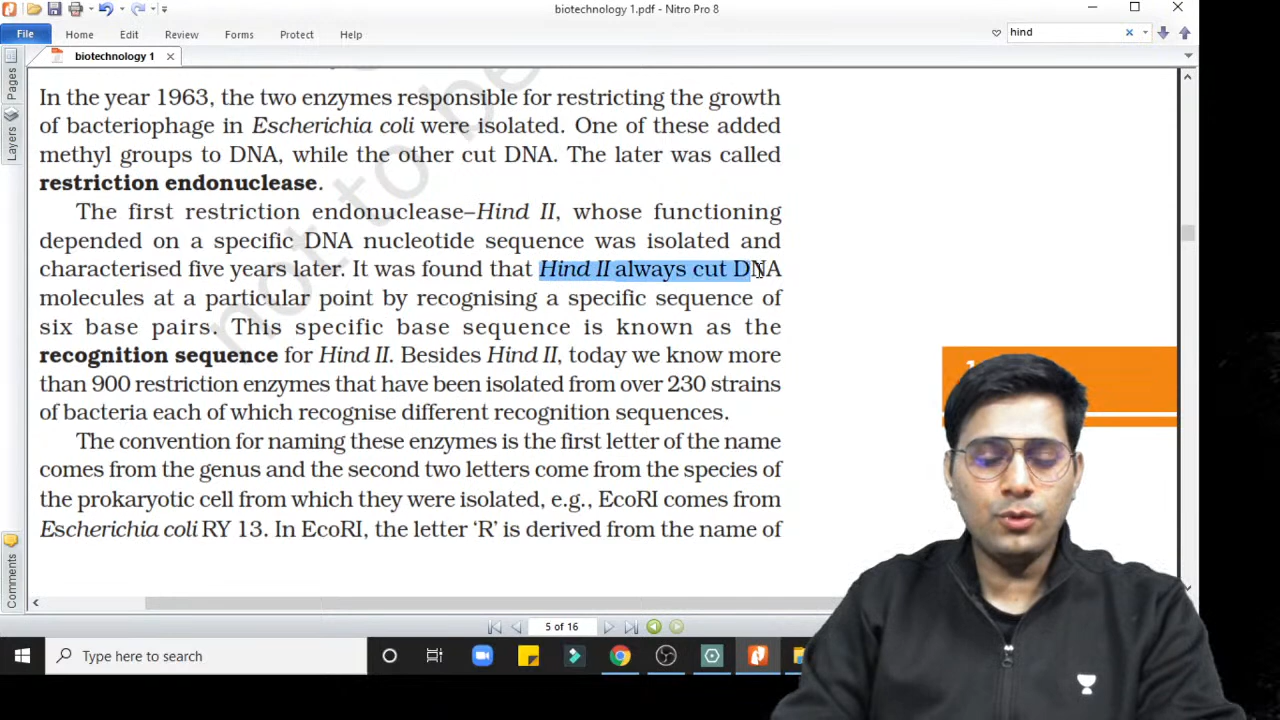 biotechnology 1.pdf - Nitro Pro 8
File Home Edit Review Forms Protect Help
hind
biotechnology 1
Pages
Layers
Comments
not to be
In the year 1963, the two enzymes responsible for restricting the growth
of bacteriophage in Escherichia coli were isolated. One of these added
methyl groups to DNA, while the other cut DNA. The later was called
restriction endonuclease.
The first restriction endonuclease–Hind II, whose functioning
depended on a specific DNA nucleotide sequence was isolated and
characterised five years later. It was found that Hind II always cut DNA
molecules at a particular point by recognising a specific sequence of
six base pairs. This specific base sequence is known as the
recognition sequence for Hind II. Besides Hind II, today we know more
than 900 restriction enzymes that have been isolated from over 230 strains
of bacteria each of which recognise different recognition sequences.
The convention for naming these enzymes is the first letter of the name
comes from the genus and the second two letters come from the species of
the prokaryotic cell from which they were isolated, e.g., EcoRI comes from
Escherichia coli RY 13. In EcoRI, the letter ‘R’ is derived from the name of
5 of 16
Type here to search